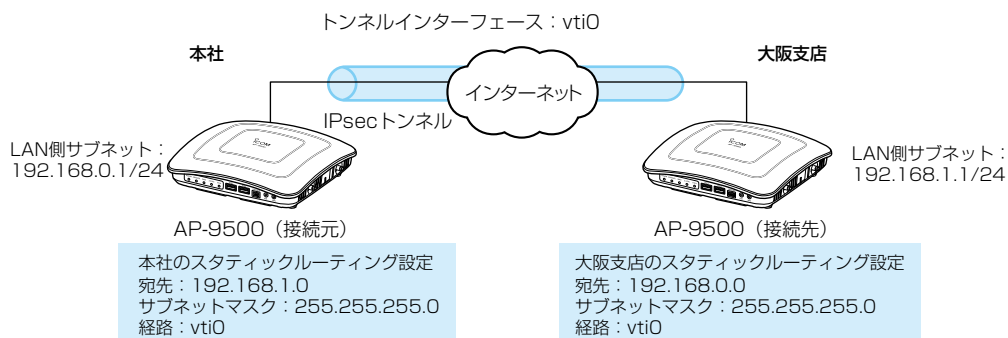 トンネルインターフェース：vti0
本社
大阪支店
インターネット
IPsecトンネル
LAN側サブネット：
192.168.0.1/24
LAN側サブネット：
192.168.1.1/24
ICOM
ICOM
AP-9500（接続元）
AP-9500（接続先）
本社のスタティックルーティング設定
宛先：192.168.1.0
サブネットマスク：255.255.255.0
経路：vti0
大阪支店のスタティックルーティング設定
宛先：192.168.0.0
サブネットマスク：255.255.255.0
経路：vti0